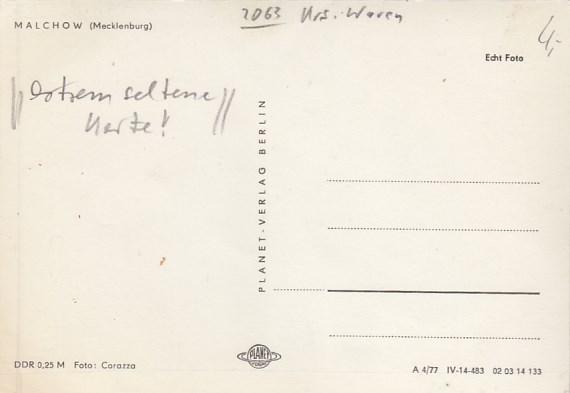 MALCHOW (Mecklenburg)
2063 Krs. Waren
4,-
Echt Foto
extrem seltene
Karte!
PLANET-VERLAG BERLIN
PLANET
DDR 0,25 M Foto: Corazza
A 4/77 IV-14-483 02 03 14 133